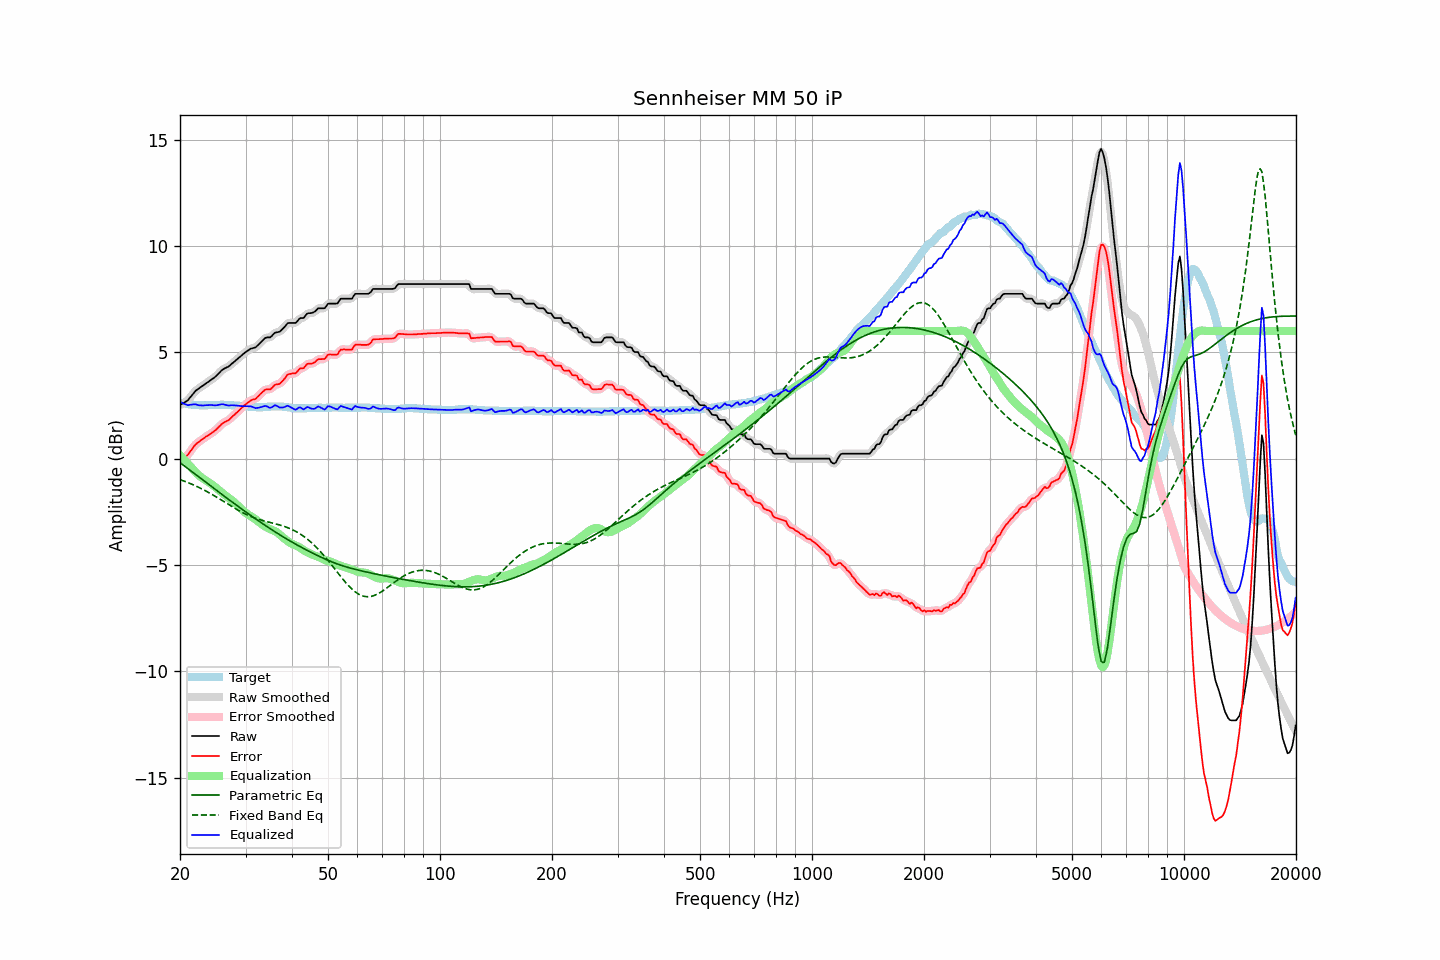 Sennheiser MM 50 iP
Amplitude (dBr)
15
10
5
0
−5
−10
−15
Target
Raw Smoothed
Error Smoothed
Raw
Error
Equalization
Parametric Eq
Fixed Band Eq
Equalized
20 50 100 200 500 1000 2000 5000 10000 20000
Frequency (Hz)